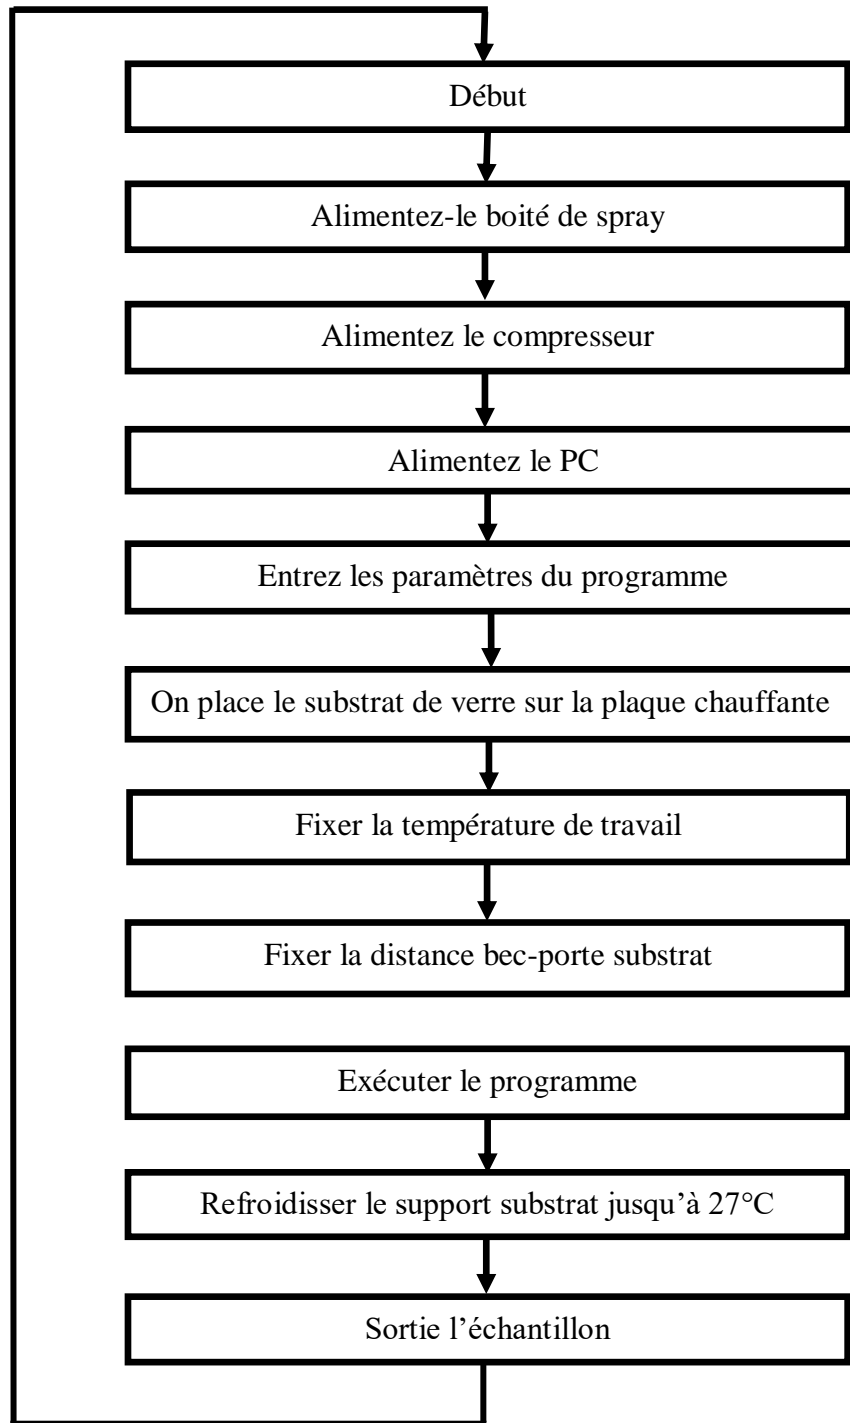 Début
Alimentez-le boité de spray
Alimentez le compresseur
Alimentez le PC
Entrez les paramètres du programme
On place le substrat de verre sur la plaque chauffante
Fixer la température de travail
Fixer la distance bec-porte substrat
Exécuter le programme
Refroidisser le support substrat jusqu’à 27°C
Sortie l’échantillon